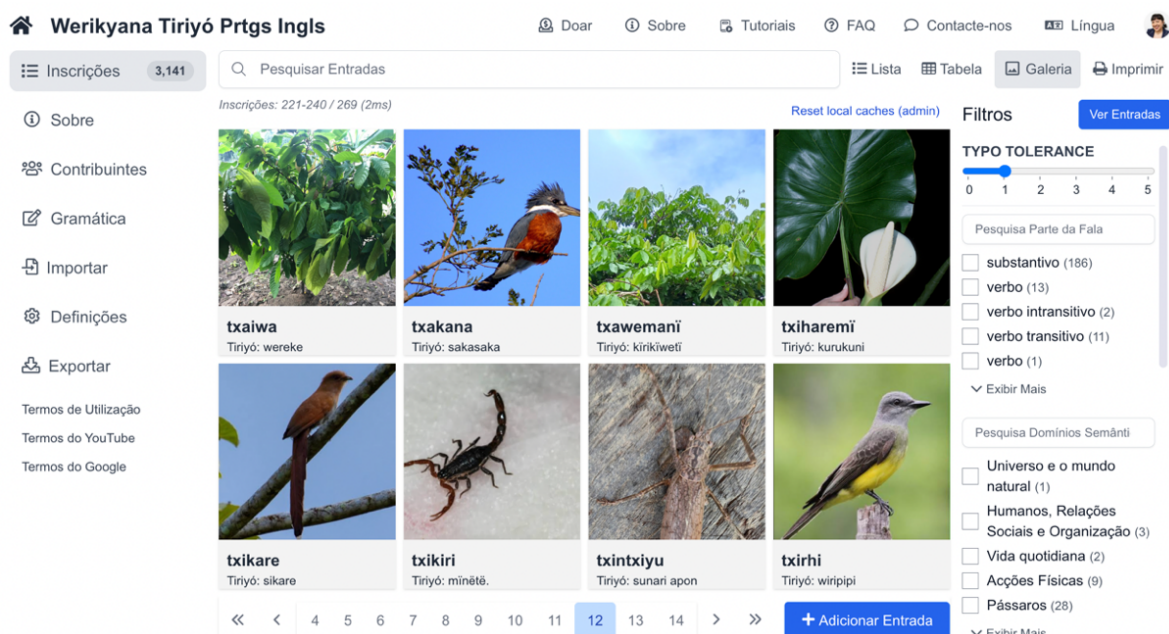 Werikyana Tiriyó Prtgs Ingls
Doar
Sobre
Tutoriais
FAQ
Contacte-nos
Língua
Inscrições 3,141
Sobre
Contribuintes
Gramática
Importar
Definições
Exportar
Termos de Utilização
Termos do YouTube
Termos do Google
Pesquisar Entradas
Lista
Tabela
Galeria
Imprimir
Inscrições: 221-240 / 269 (2ms)
Reset local caches (admin)
txaiwa
Tiriyó: wereke
txakana
Tiriyó: sakasaka
txawemanï
Tiriyó: kïrikïwetï
txiharemï
Tiriyó: kurukuni
txikare
Tiriyó: sikare
txikiri
Tiriyó: mïnëtë.
txintxiyu
Tiriyó: sunari apon
txirhi
Tiriyó: wiripipi
4 5 6 7 8 9 10 11 12 13 14
+ Adicionar Entrada
Filtros
Ver Entradas
TYPO TOLERANCE
0 1 2 3 4 5
Pesquisa Parte da Fala
substantivo (186)
verbo (13)
verbo intransitivo (2)
verbo transitivo (11)
verbo (1)
Exibir Mais
Pesquisa Domínios Semânti
Universo e o mundo
natural (1)
Humanos, Relações
Sociais e Organização (3)
Vida quotidiana (2)
Acções Físicas (9)
Pássaros (28)
Exibir Mais